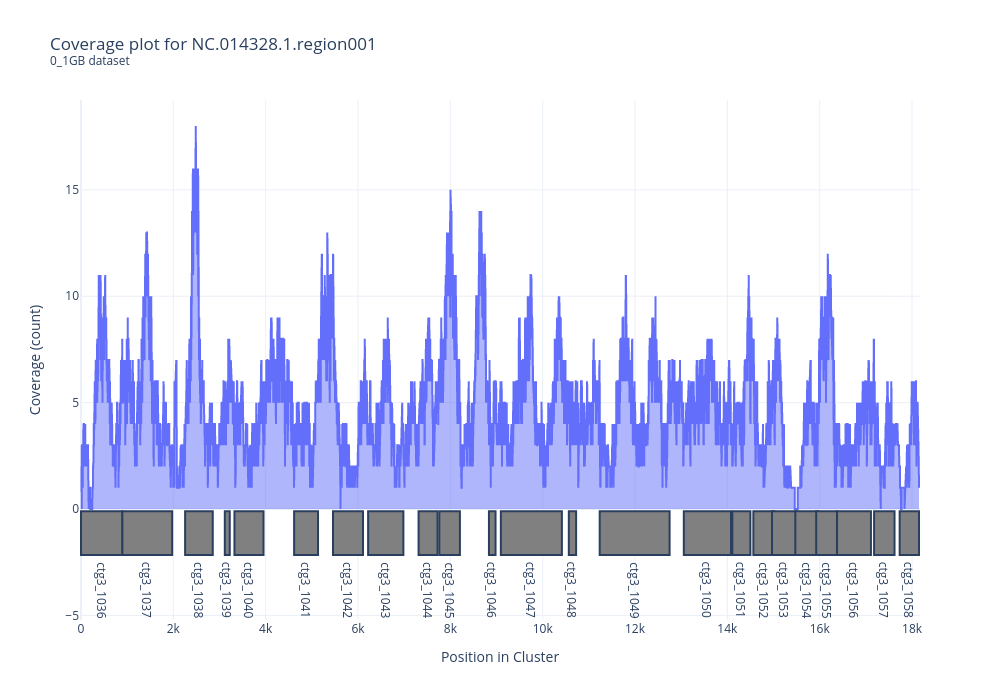 Coverage plot for NC.014328.1.region001
0_1GB dataset
Coverage (count)
15
10
5
0
−5
ctg3_1036
ctg3_1037
ctg3_1038
ctg3_1039
ctg3_1040
ctg3_1041
ctg3_1042
ctg3_1043
ctg3_1044
ctg3_1045
ctg3_1046
ctg3_1047
ctg3_1048
ctg3_1049
ctg3_1050
ctg3_1051
ctg3_1052
ctg3_1053
ctg3_1054
ctg3_1055
ctg3_1056
ctg3_1057
ctg3_1058
0
2k
4k
6k
8k
10k
12k
14k
16k
18k
Position in Cluster